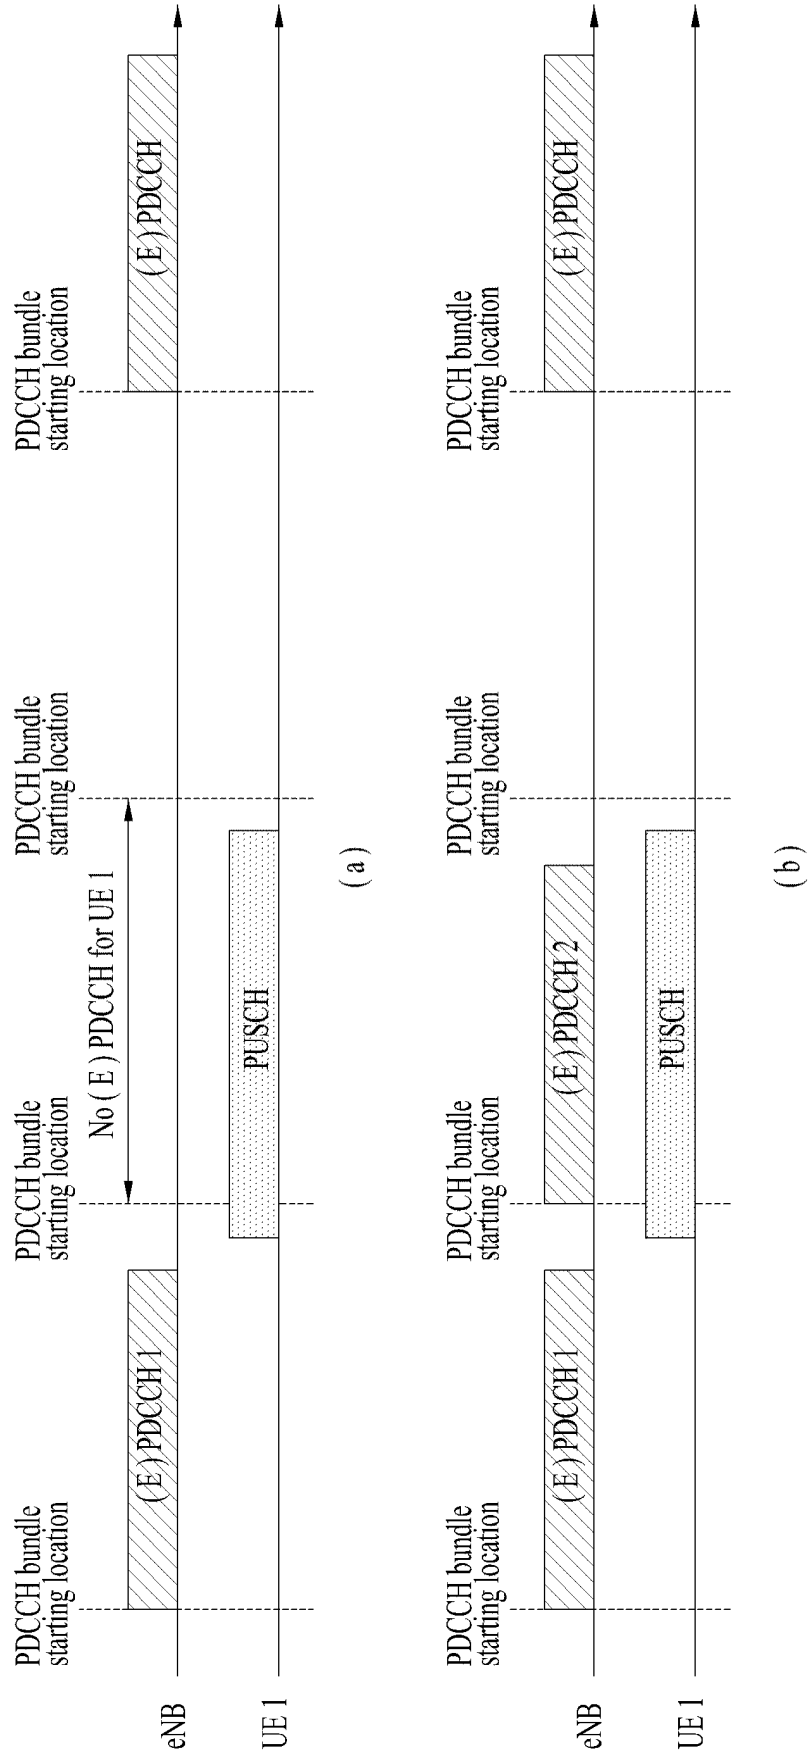 PDCCH bundle
starting location
PDCCH bundle
starting location
PDCCH bundle
starting location
PDCCH bundle
starting location
No ( E ) PDCCH for UE 1
eNB
( E ) PDCCH 1
( E ) PDCCH
UE 1
PUSCH
( a )
PDCCH bundle
starting location
PDCCH bundle
starting location
PDCCH bundle
starting location
PDCCH bundle
starting location
eNB
( E ) PDCCH 1
( E ) PDCCH 2
( E ) PDCCH
UE 1
PUSCH
( b )